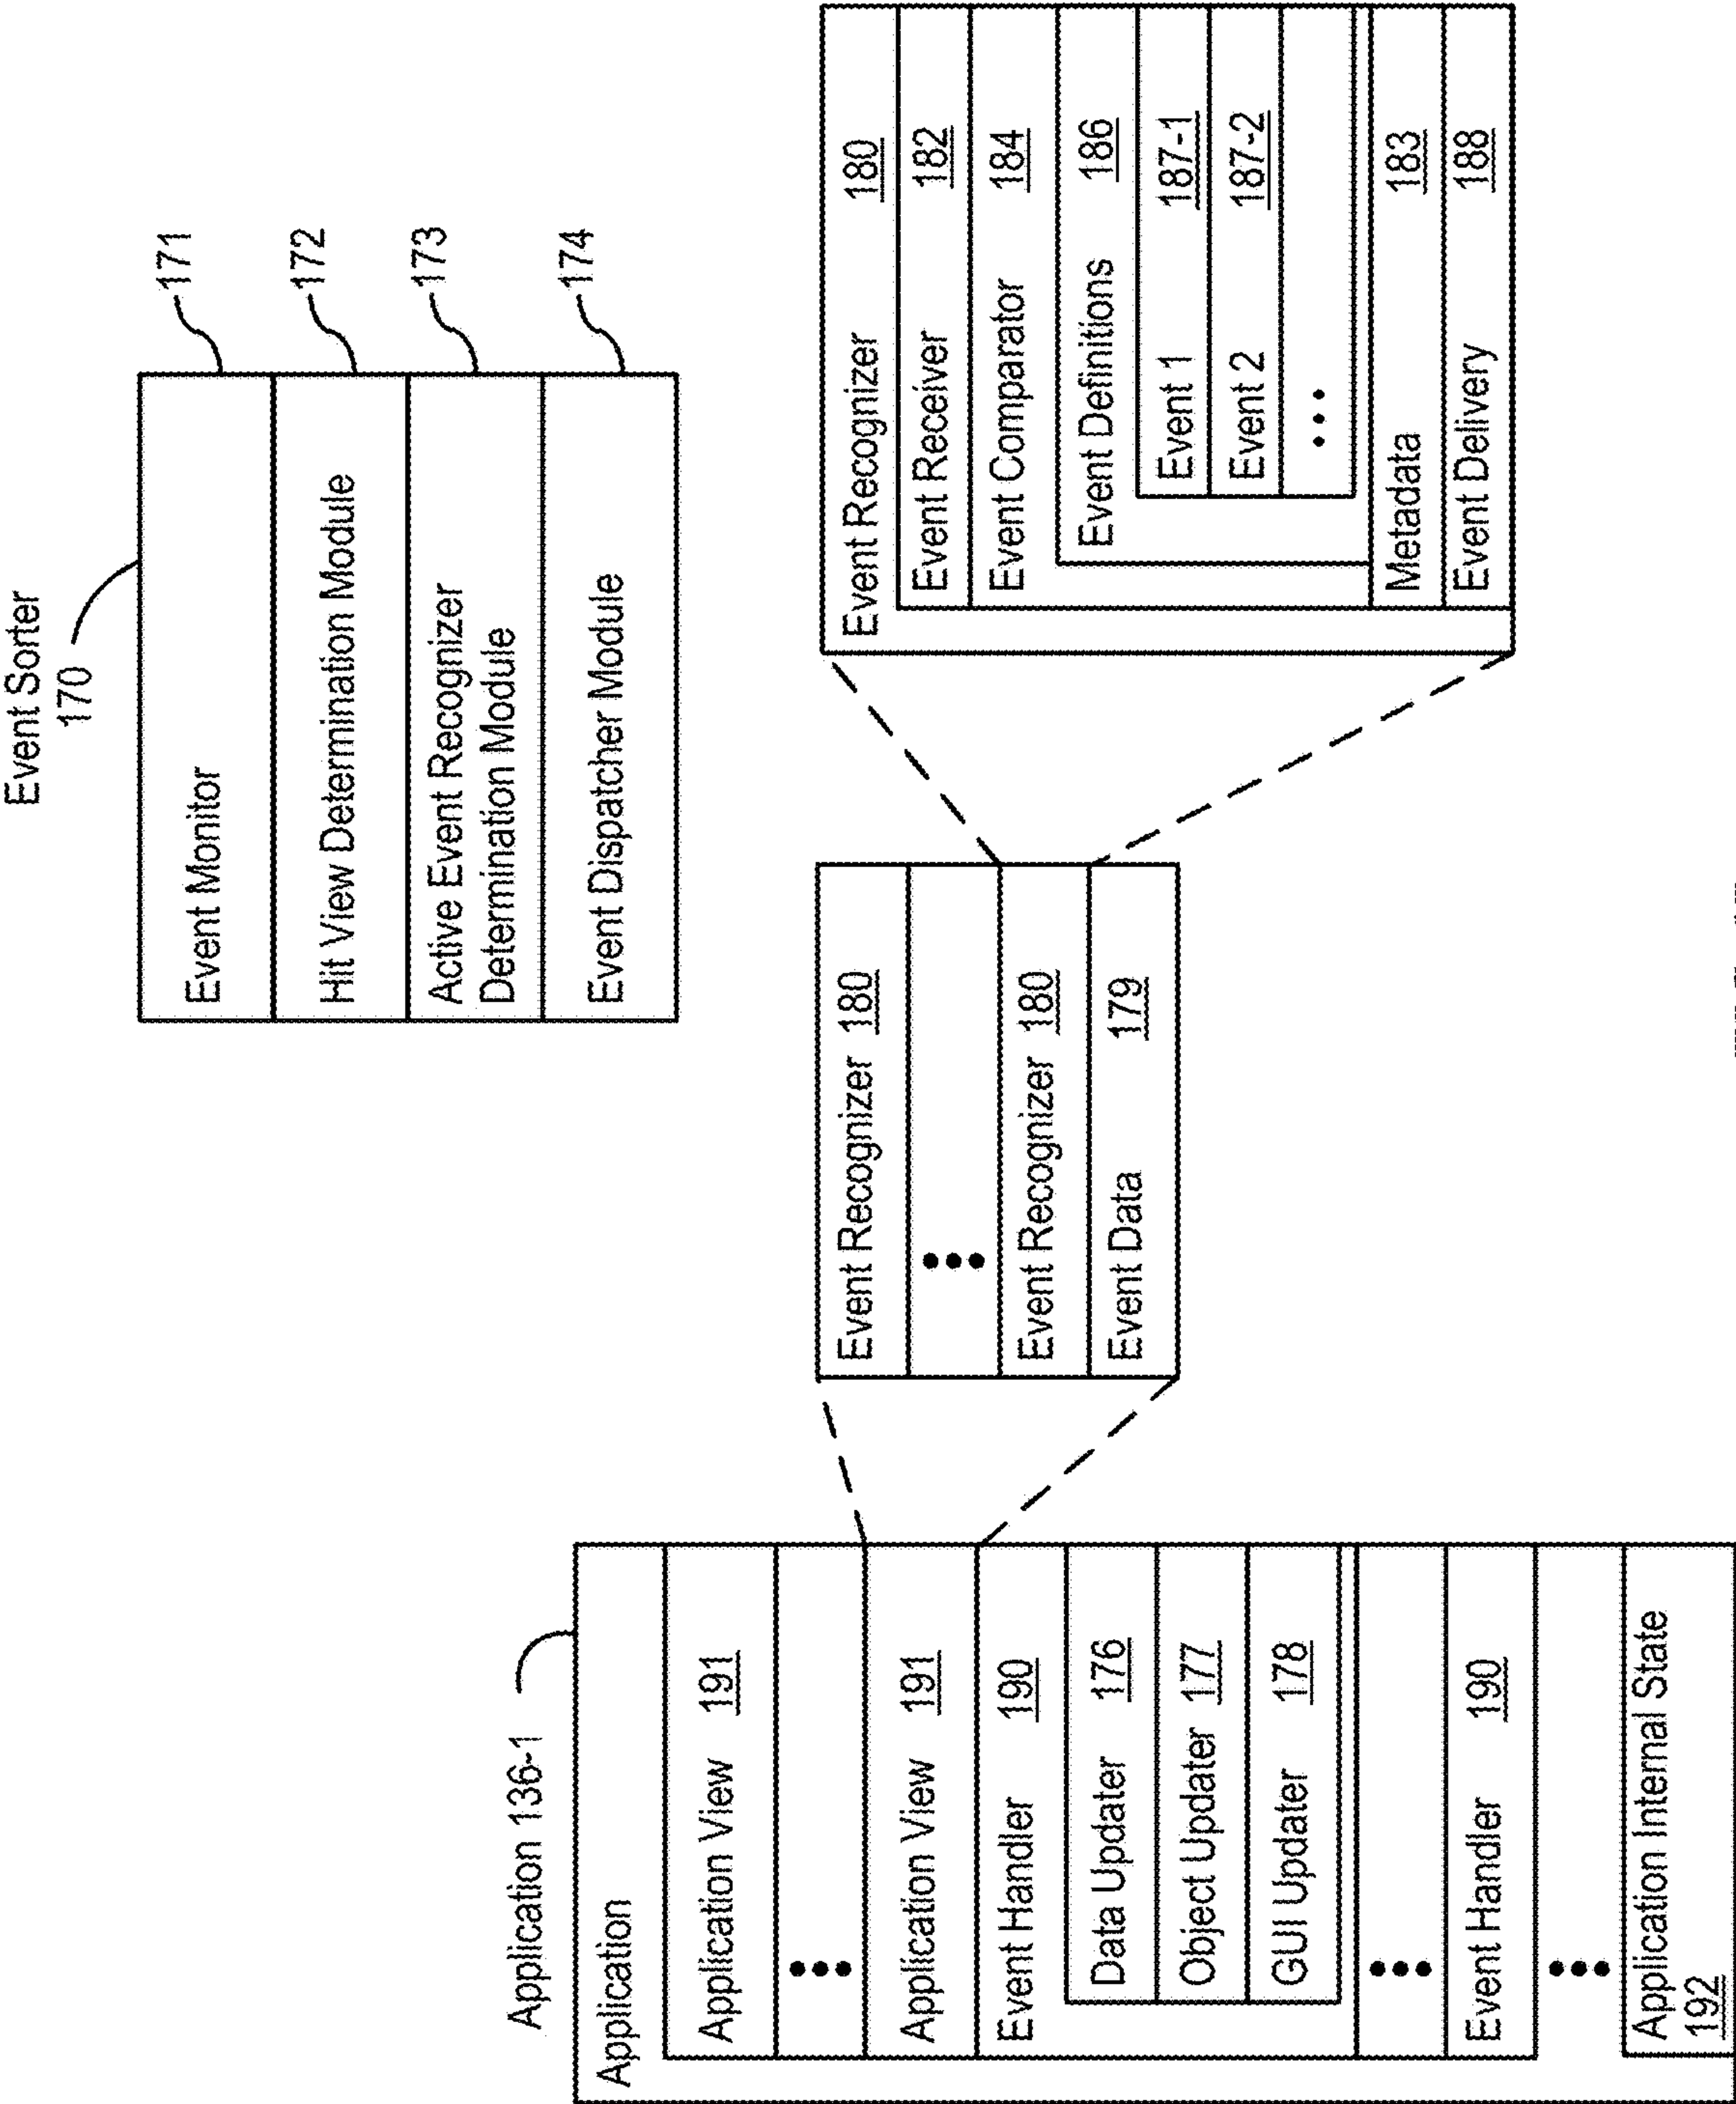 Event Sorter
170
Event Monitor
171
Hit View Determination Module
172
Active Event Recognizer
Determination Module
173
Event Dispatcher Module
174
Application 136-1
Application
Application View 191
•••
Application View 191
Event Handler 190
Data Updater 176
Object Updater 177
GUI Updater 178
•••
Event Handler 190
•••
Application Internal State
192
Event Recognizer 180
•••
Event Recognizer 180
Event Data 179
Event Recognizer 180
Event Receiver 182
Event Comparator 184
Event Definitions 186
Event 1 187-1
Event 2 187-2
•••
Metadata 183
Event Delivery 188